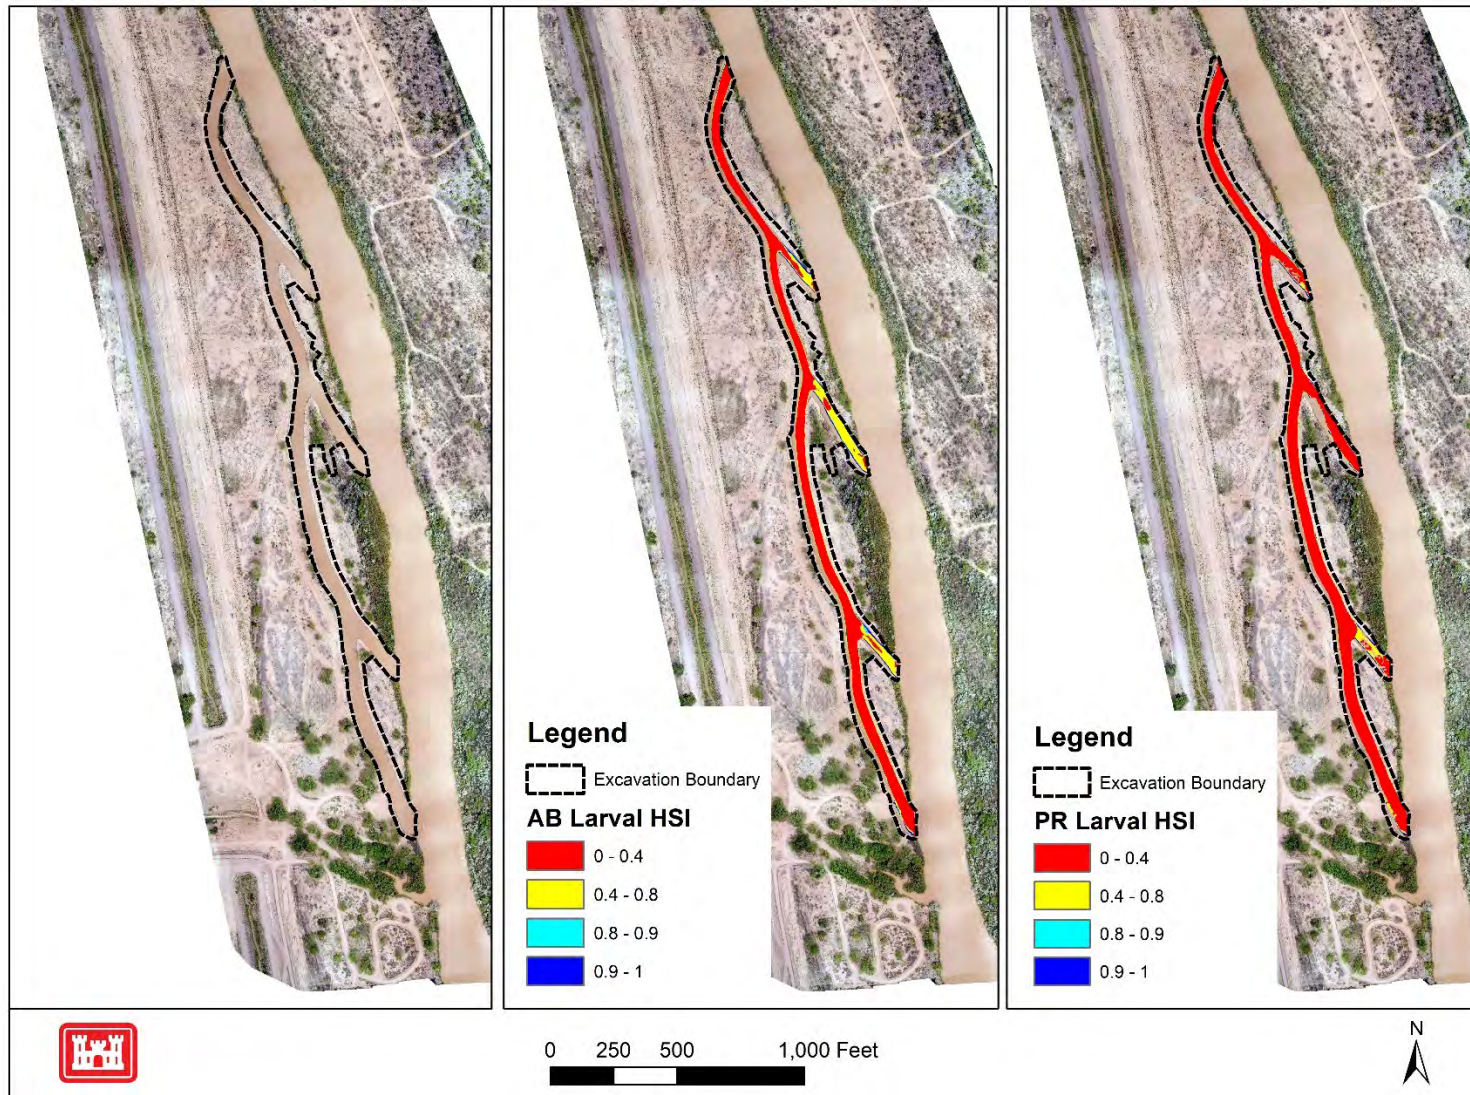 Legend
Excavation Boundary
AB Larval HSI
0 - 0.4
0.4 - 0.8
0.8 - 0.9
0.9 - 1
Legend
Excavation Boundary
PR Larval HSI
0 - 0.4
0.4 - 0.8
0.8 - 0.9
0.9 - 1
0 250 500 1,000 Feet
N